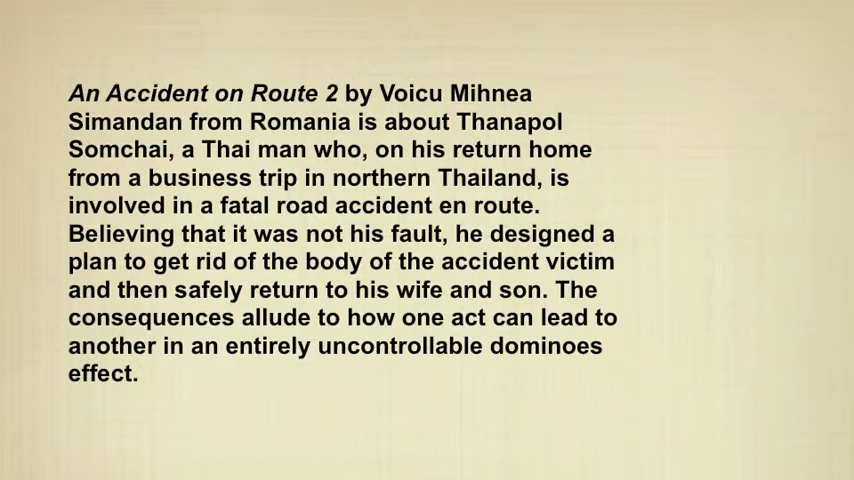 An Accident on Route 2 by Voicu Mihnea
Simandan from Romania is about Thanapol
Somchai, a Thai man who, on his return home
from a business trip in northern Thailand, is
involved in a fatal road accident en route.
Believing that it was not his fault, he designed a
plan to get rid of the body of the accident victim
and then safely return to his wife and son. The
consequences allude to how one act can lead to
another in an entirely uncontrollable dominoes
effect.